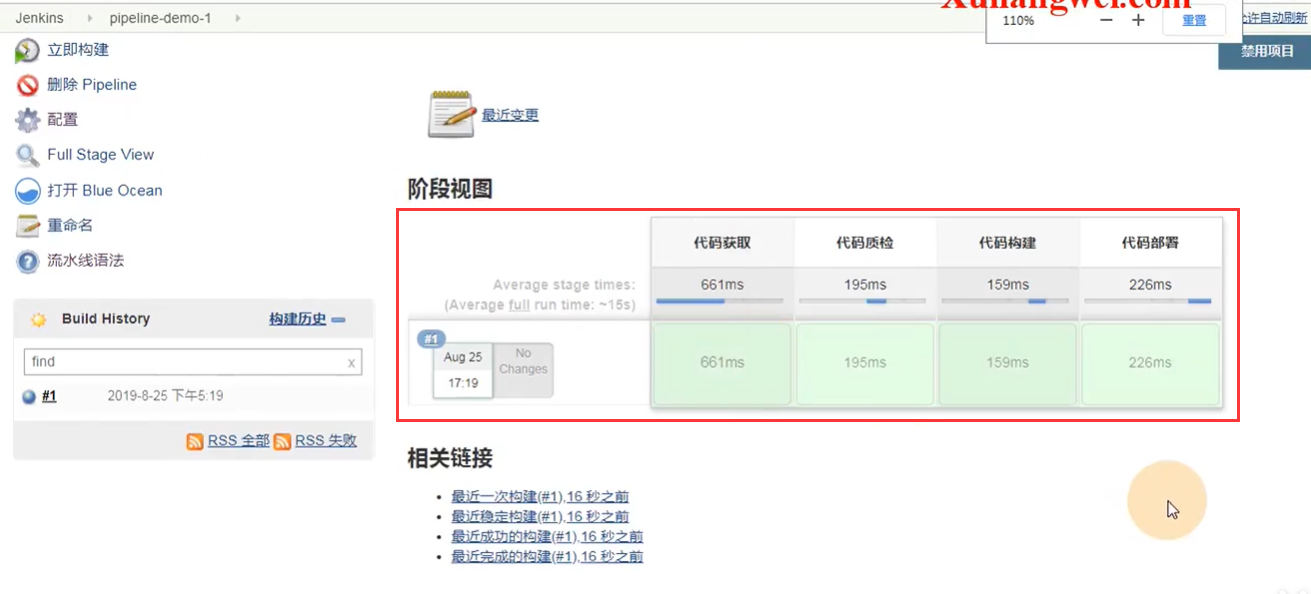 Jenkins pipeline-demo-1
Xuliangwei.com
110% − + 重置
允许自动刷新
禁用项目
立即构建
删除 Pipeline
配置
Full Stage View
打开 Blue Ocean
重命名
流水线语法
Build History 构建历史
find x
#1 2019-8-25 下午5:19
RSS 全部 RSS 失败
最近变更
阶段视图
代码获取 代码质检 代码构建 代码部署
Average stage times: 661ms 195ms 159ms 226ms
(Average full run time: ~15s)
#1
Aug 25
17:19
No
Changes
661ms 195ms 159ms 226ms
相关链接
最近一次构建(#1),16 秒之前
最近稳定构建(#1),16 秒之前
最近成功的构建(#1),16 秒之前
最近完成的构建(#1),16 秒之前